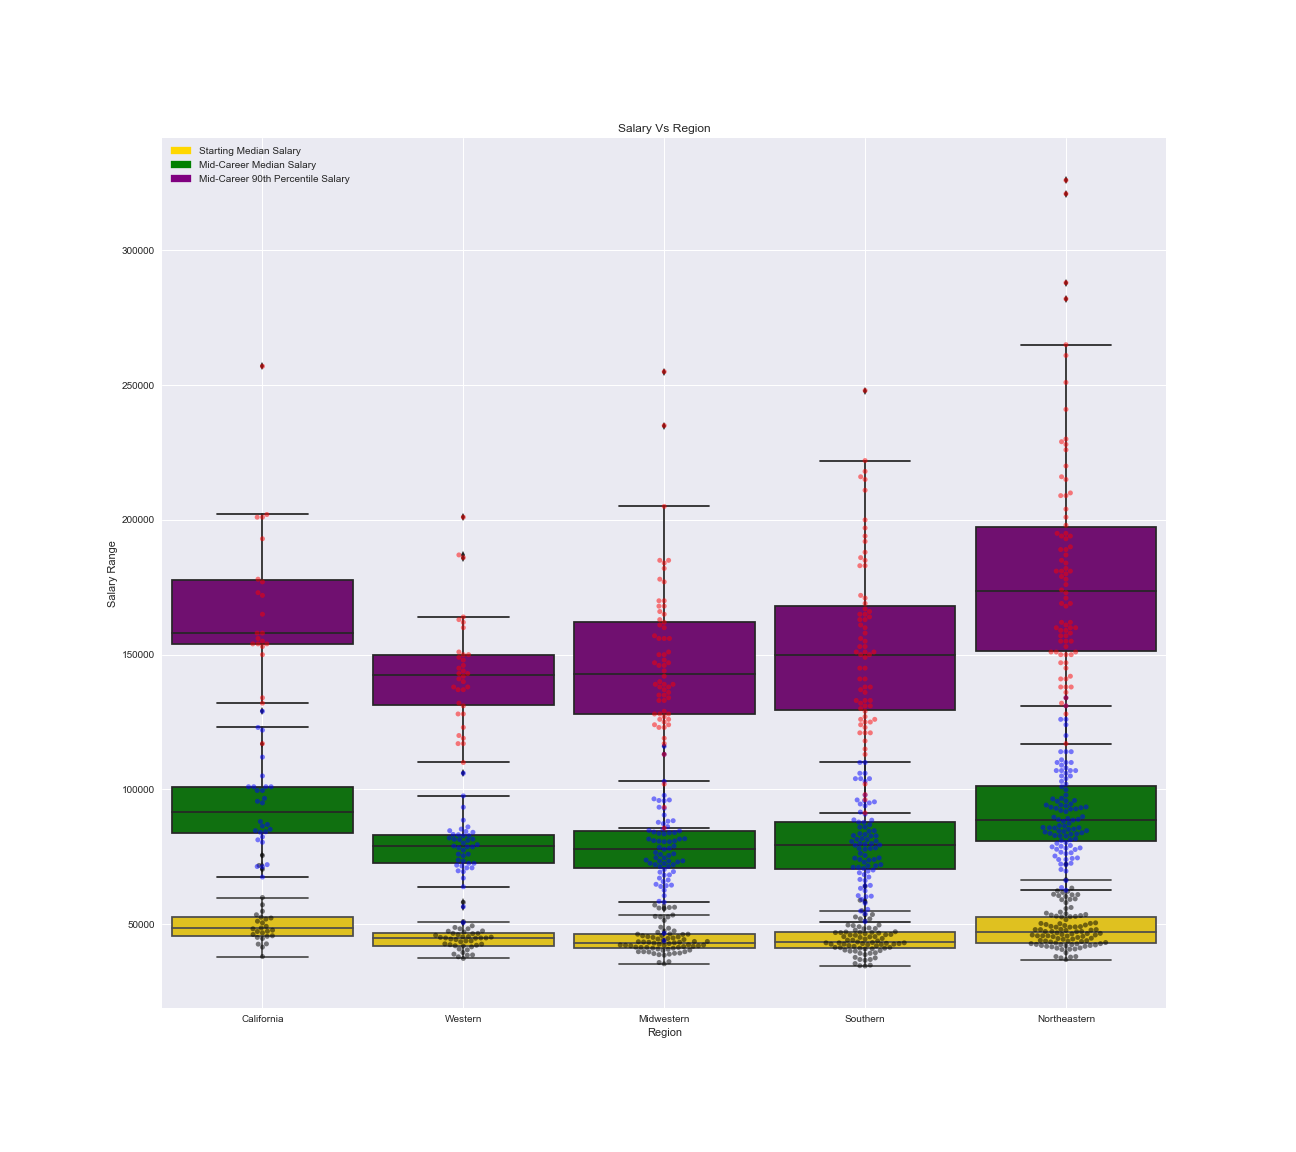 Salary Vs Region
Starting Median Salary
Mid-Career Median Salary
Mid-Career 90th Percentile Salary
300000
250000
200000
150000
100000
50000
Salary Range
California
Western
Midwestern
Southern
Northeastern
Region